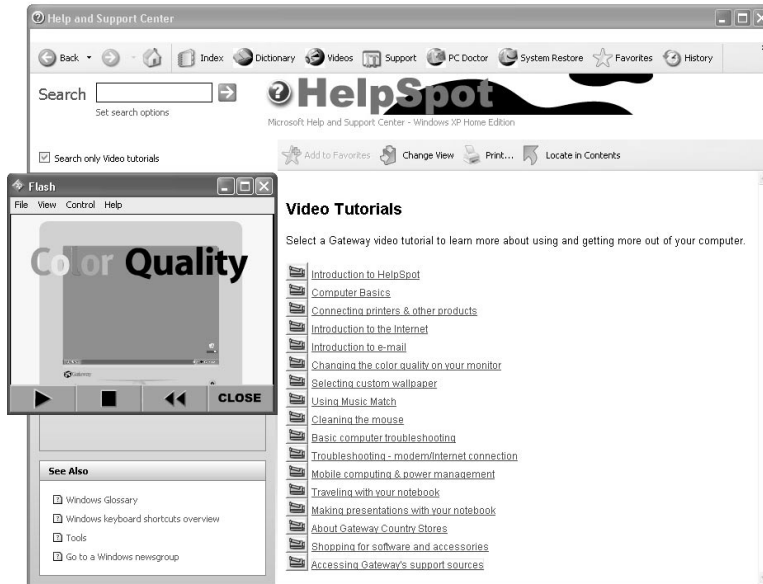 Help and Support Center
Back
Index
Dictionary
Videos
Support
PC Doctor
System Restore
Favorites
History
Search
Set search options
HelpSpot
Microsoft Help and Support Center - Windows XP Home Edition
Search only Video tutorials
Add to Favorites
Change View
Print...
Locate in Contents
Flash
File View Control Help
Color Quality
Gateway
CLOSE
Video Tutorials
Select a Gateway video tutorial to learn more about using and getting more out of your computer.
Introduction to HelpSpot
Computer Basics
Connecting printers & other products
Introduction to the Internet
Introduction to e-mail
Changing the color quality on your monitor
Selecting custom wallpaper
Using Music Match
Cleaning the mouse
Basic computer troubleshooting
Troubleshooting - modem/Internet connection
Mobile computing & power management
Traveling with your notebook
Making presentations with your notebook
About Gateway Country Stores
Shopping for software and accessories
Accessing Gateway's support sources
See Also
Windows Glossary
Windows keyboard shortcuts overview
Tools
Go to a Windows newsgroup